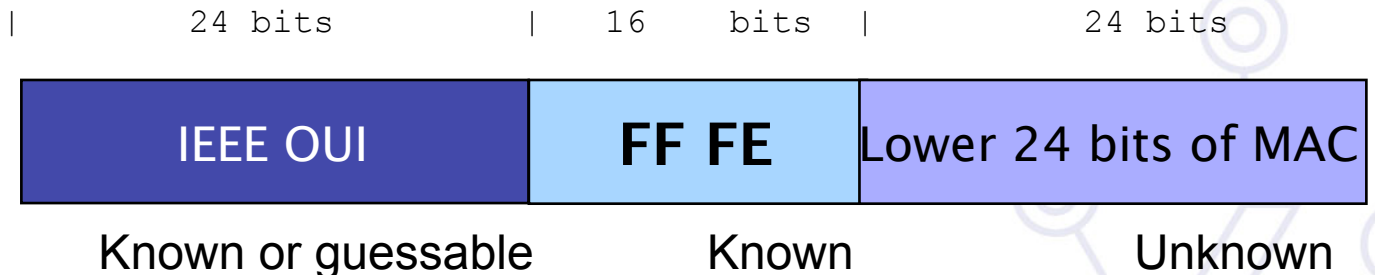 | 24 bits | 16 bits | 24 bits
IEEE OUI FF FE Lower 24 bits of MAC
Known or guessable Known Unknown